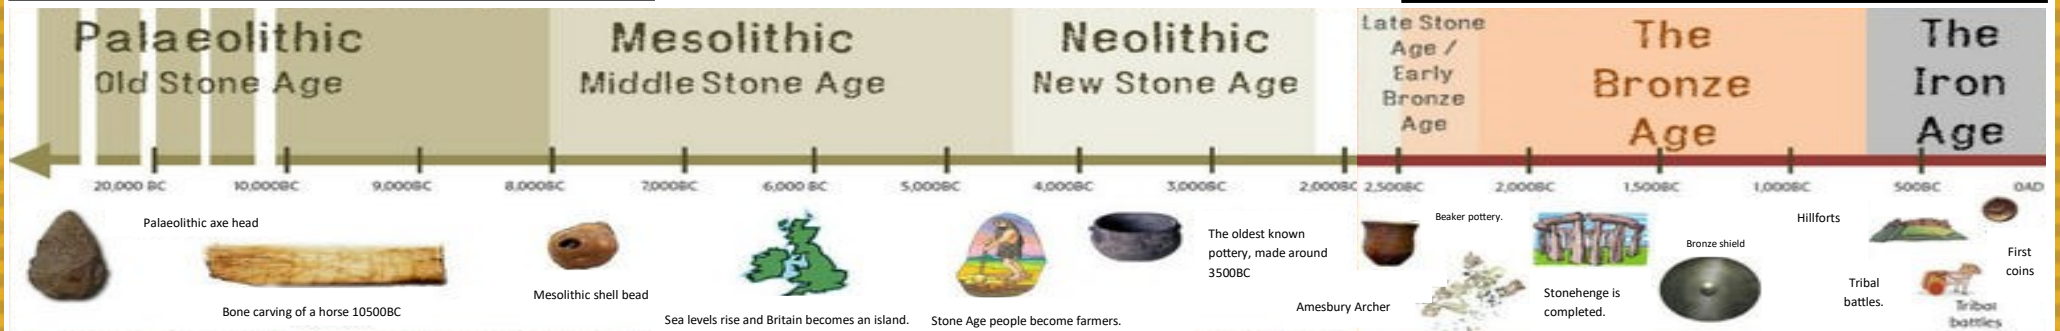 Palaeolithic
Old Stone Age
Mesolithic
Middle Stone Age
Neolithic
New Stone Age
Late Stone
Age /
Early
Bronze
Age
The
Bronze
Age
The
Iron
Age
20,000 BC
10,000BC
9,000BC
8,000BC
7,000BC
6,000 BC
5,000BC
4,000BC
3,000BC
2,000BC
2,500BC
2,000BC
1,500BC
1,000BC
500BC
0AD
Palaeolithic axe head
Bone carving of a horse 10500BC
Mesolithic shell bead
Sea levels rise and Britain becomes an island.
Stone Age people become farmers.
The oldest known
pottery, made around
3500BC
Beaker pottery.
Amesbury Archer
Stonehenge is
completed.
Bronze shield
Hillforts
Tribal
battles.
Tribal
battles
First
coins